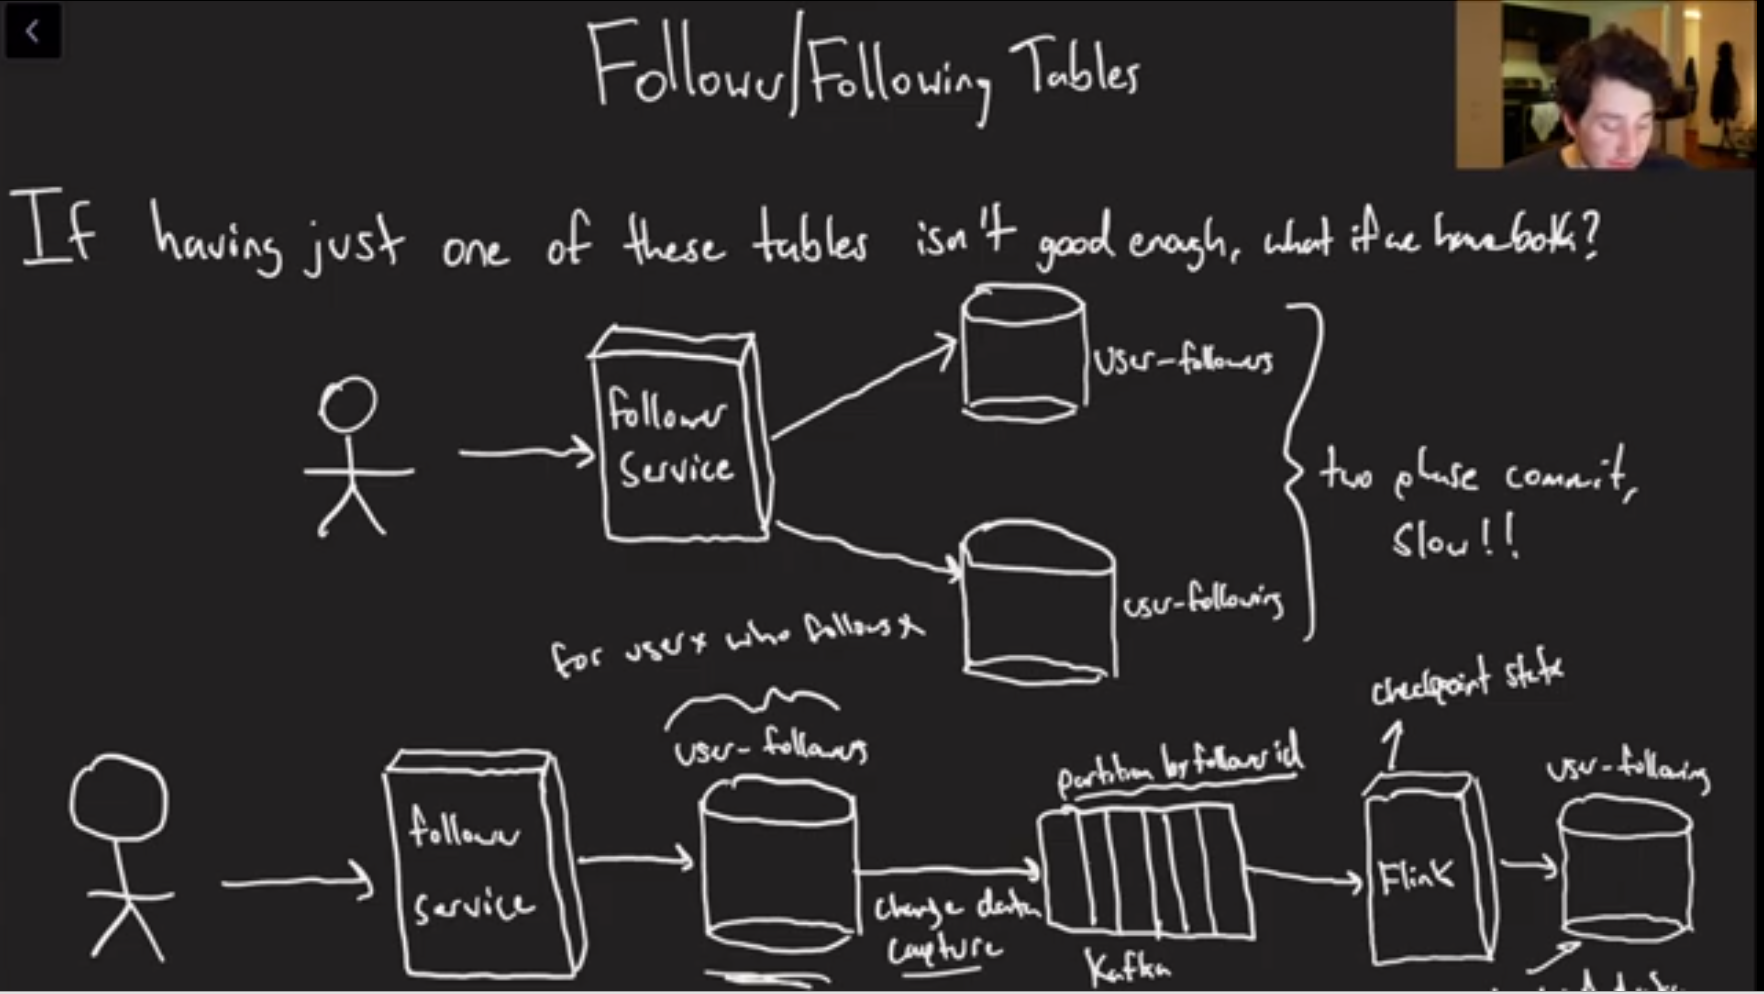 Follower/Following Tables
If having just one of these tables isn't good enough, what if we have both?
follower
service
user-followers
user-following
two phase commit,
slow!!
for user x who follows x
user-followers
follower
service
change data
capture
partition by follower id
Kafka
checkpoint state
Flink
user-following